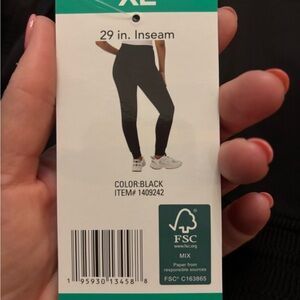 XL
29 in. Inseam
COLOR:BLACK
ITEM# 1409242
FSC
www.fsc.org
MIX
Paper from
responsible sources
FSC® C163865
1 95930 13458 8